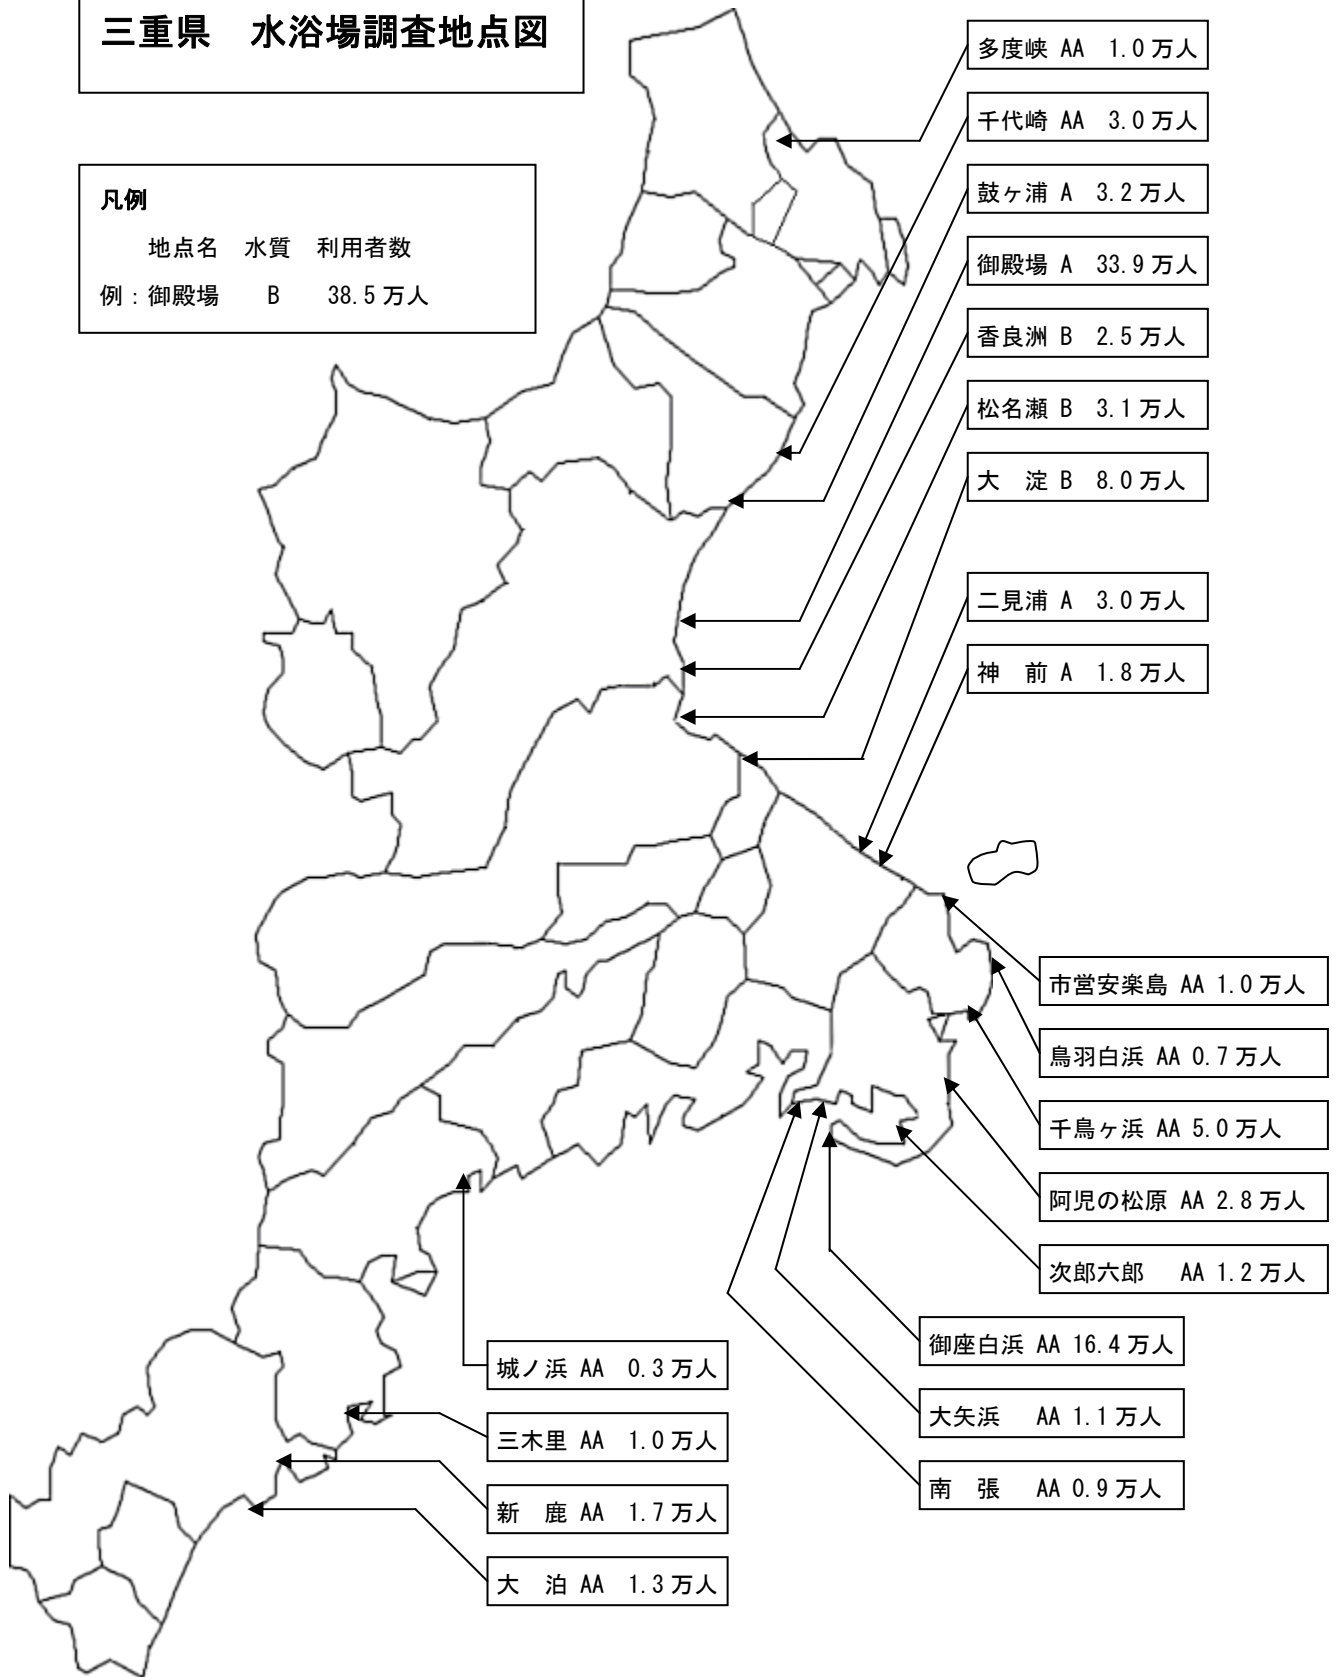 三重県　水浴場調査地点図
凡例
地点名　水質　利用者数
例：御殿場　B　38.5万人
多度峡 AA　1.0万人
千代崎 AA　3.0万人
鼓ヶ浦 A　3.2万人
御殿場 A　33.9万人
香良洲 B　2.5万人
松名瀬 B　3.1万人
大　淀 B　8.0万人
二見浦 A　3.0万人
神　前 A　1.8万人
市営安楽島 AA 1.0万人
鳥羽白浜 AA 0.7万人
千鳥ヶ浜 AA 5.0万人
阿児の松原 AA 2.8万人
次郎六郎　AA 1.2万人
御座白浜 AA 16.4万人
大矢浜　AA 1.1万人
南　張　AA 0.9万人
城ノ浜 AA　0.3万人
三木里 AA　1.0万人
新　鹿 AA　1.7万人
大　泊 AA　1.3万人